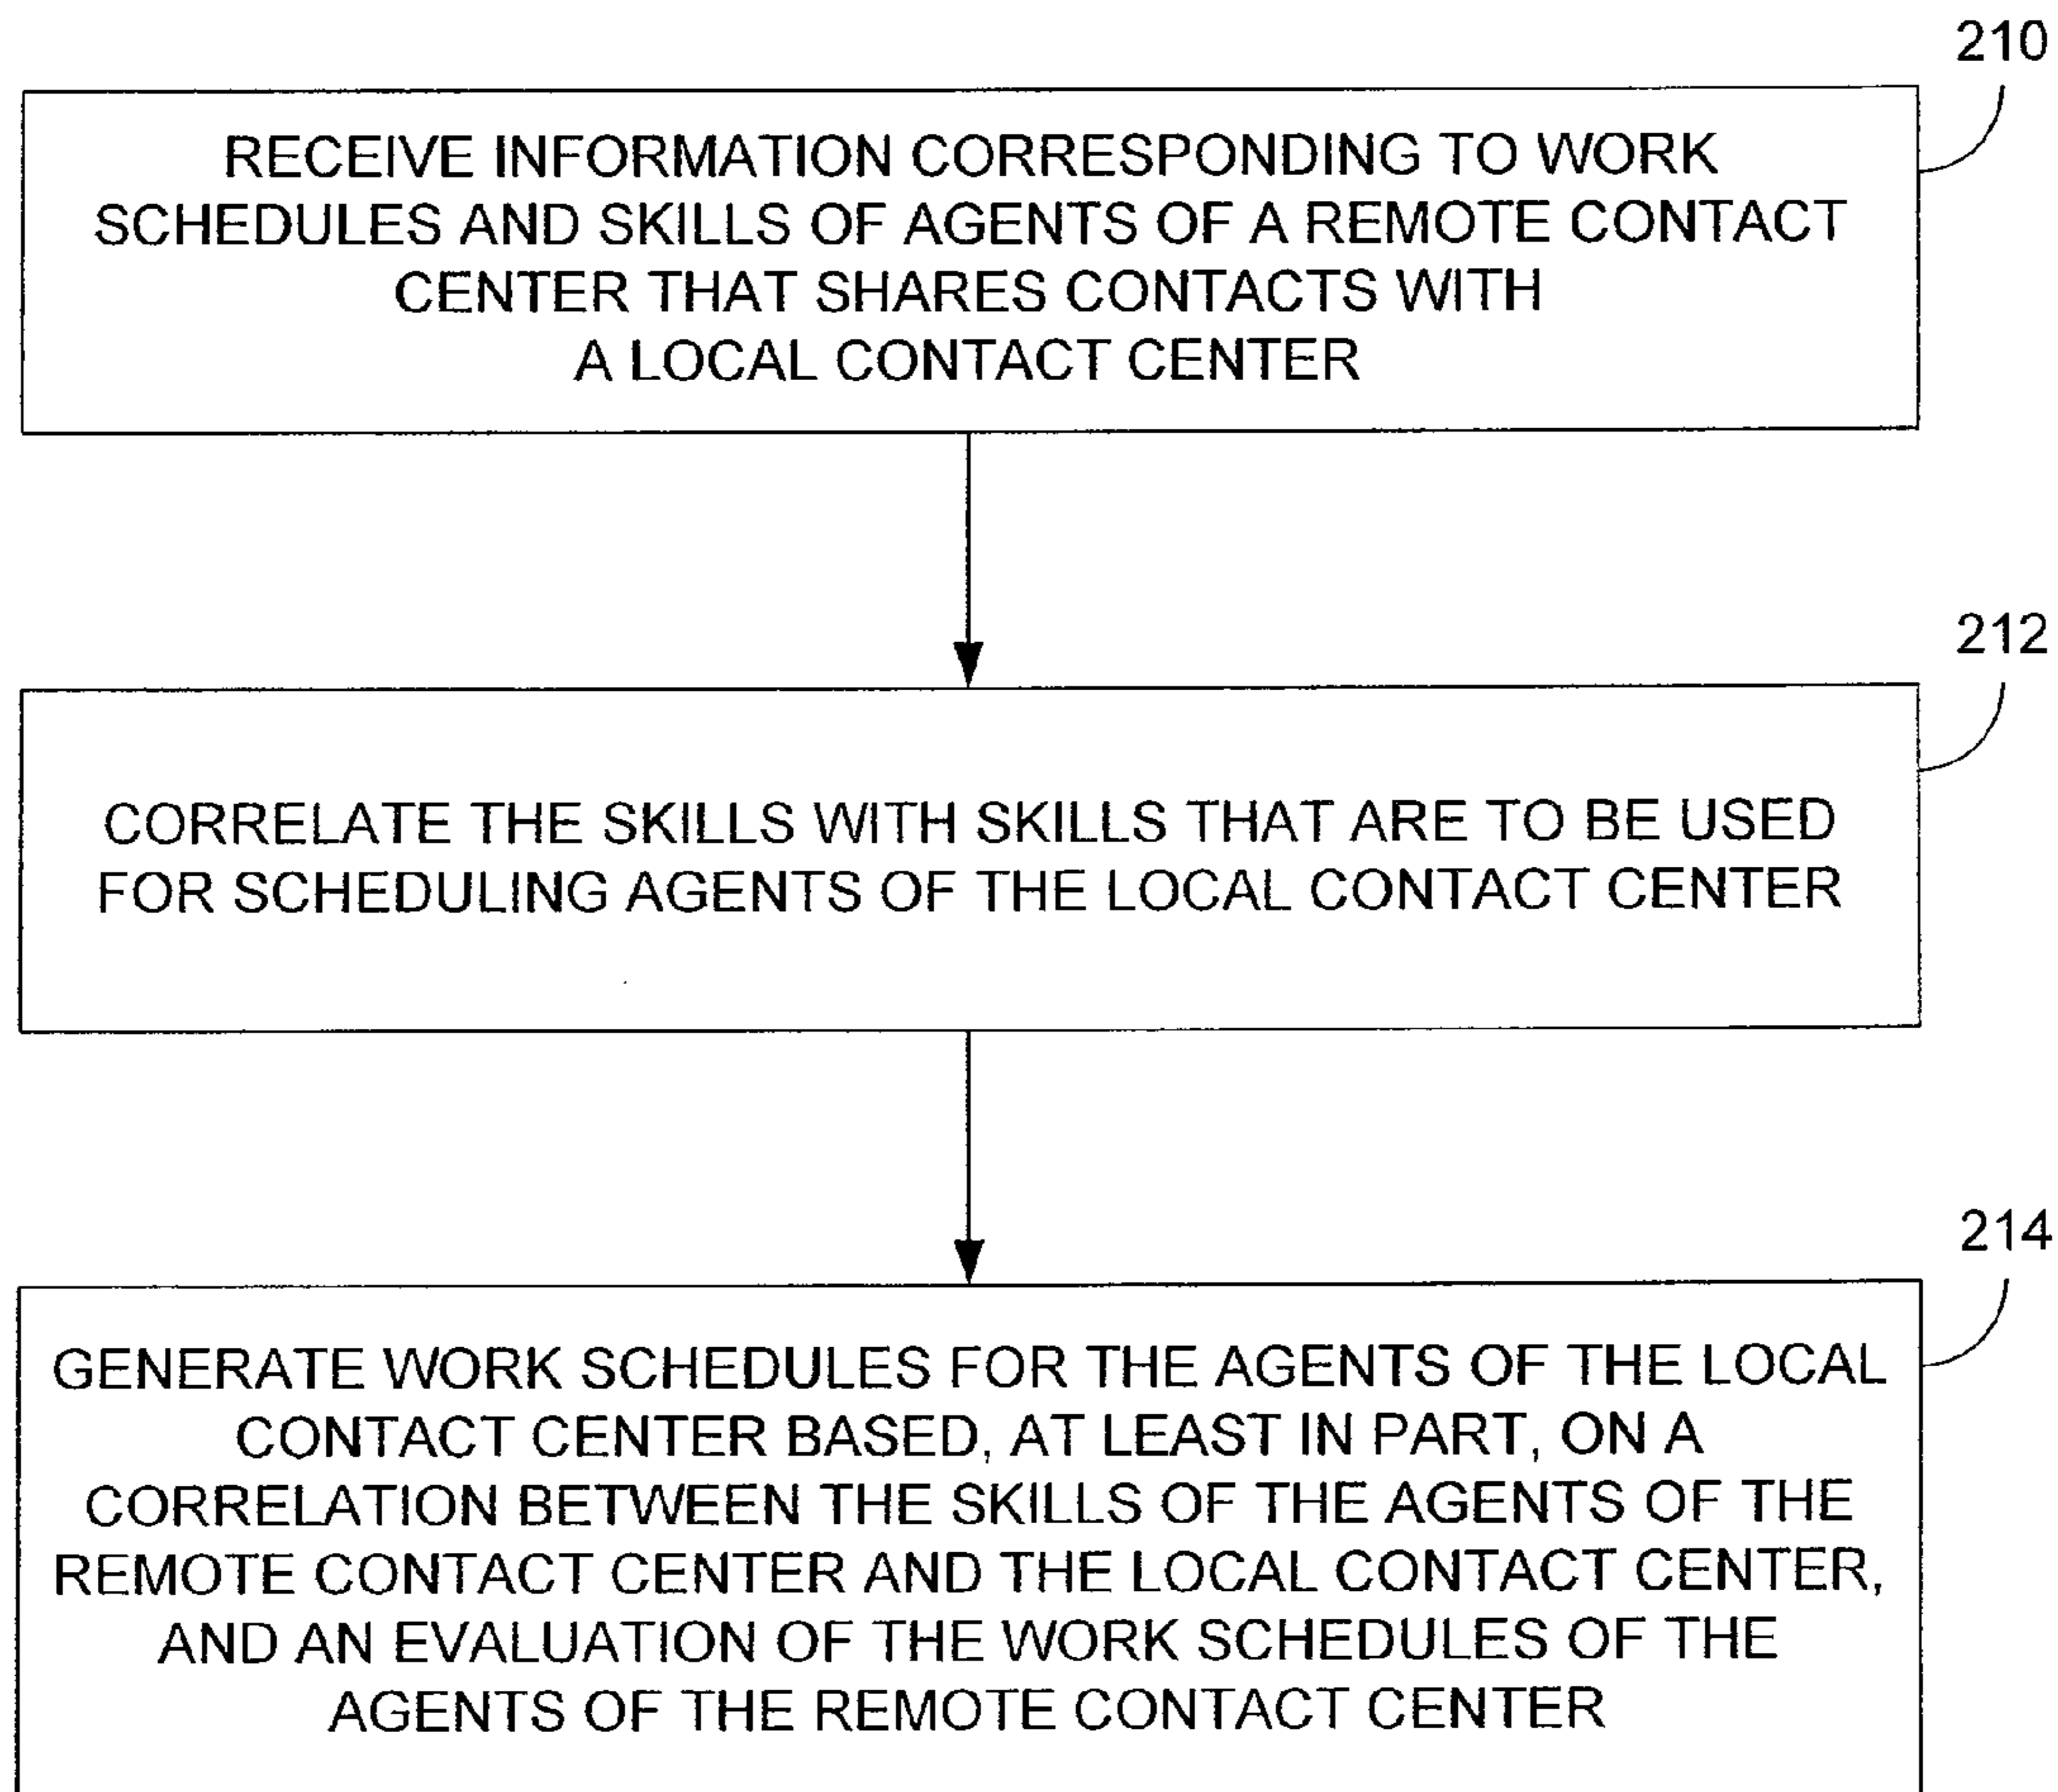 210
RECEIVE INFORMATION CORRESPONDING TO WORK
SCHEDULES AND SKILLS OF AGENTS OF A REMOTE CONTACT
CENTER THAT SHARES CONTACTS WITH
A LOCAL CONTACT CENTER
212
CORRELATE THE SKILLS WITH SKILLS THAT ARE TO BE USED
FOR SCHEDULING AGENTS OF THE LOCAL CONTACT CENTER
214
GENERATE WORK SCHEDULES FOR THE AGENTS OF THE LOCAL
CONTACT CENTER BASED, AT LEAST IN PART, ON A
CORRELATION BETWEEN THE SKILLS OF THE AGENTS OF THE
REMOTE CONTACT CENTER AND THE LOCAL CONTACT CENTER,
AND AN EVALUATION OF THE WORK SCHEDULES OF THE
AGENTS OF THE REMOTE CONTACT CENTER